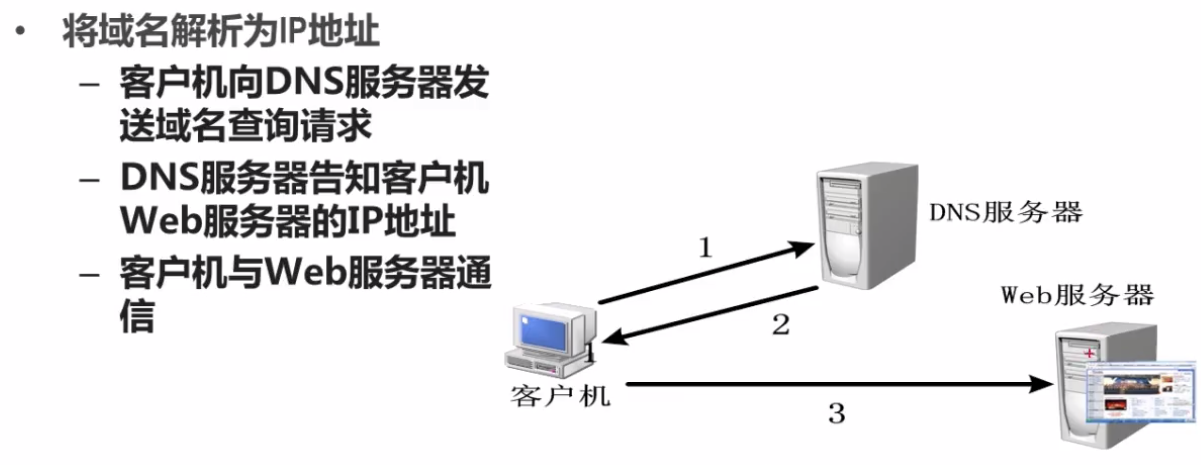 • 将域名解析为IP地址
– 客户机向DNS服务器发
送域名查询请求
– DNS服务器告知客户机
Web服务器的IP地址
– 客户机与Web服务器通
信
DNS服务器
1
Web服务器
2
1
客户机
3